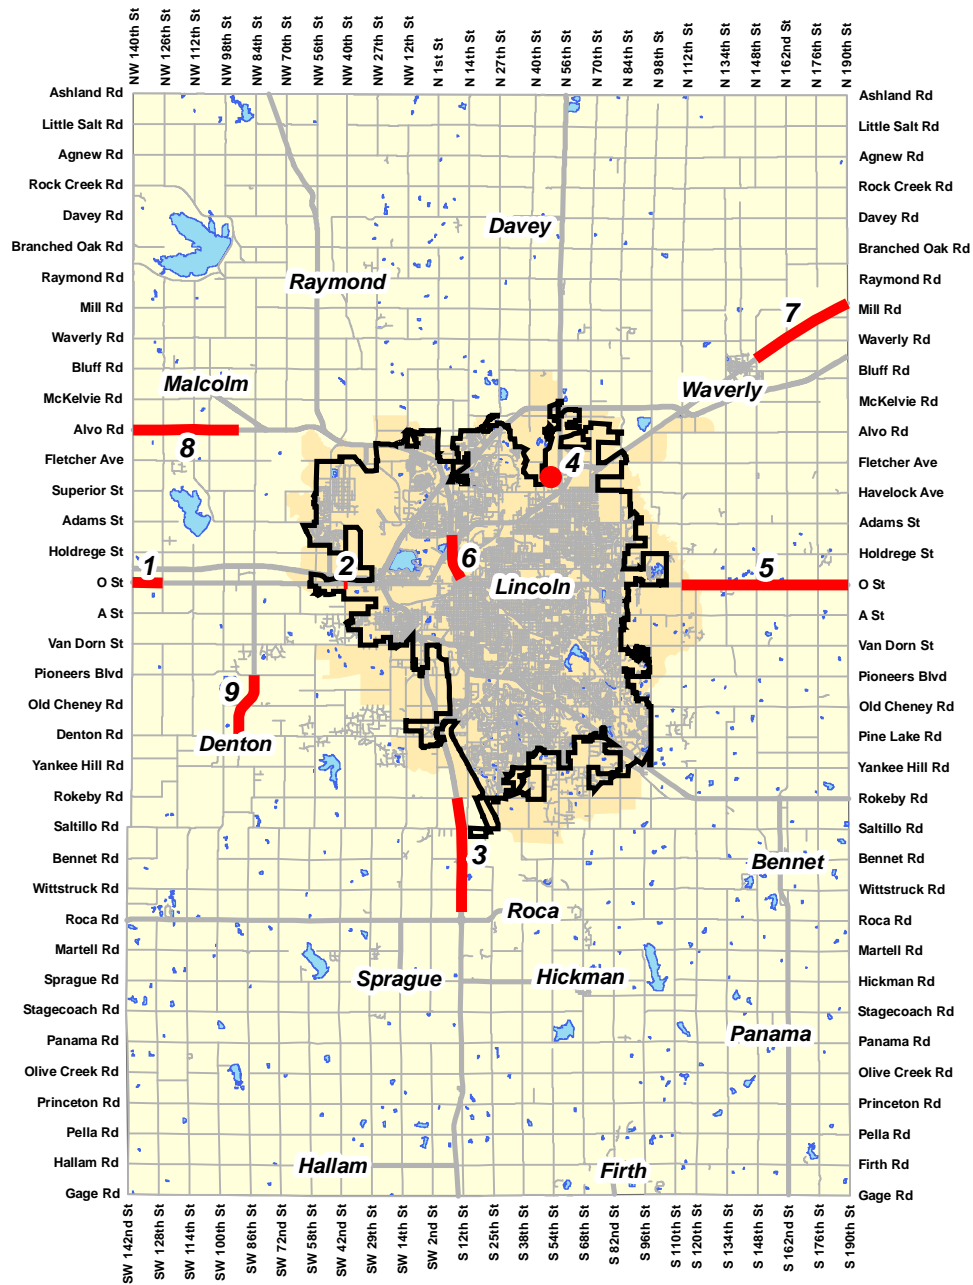 NW 140th St
NW 126th St
NW 112th St
NW 98th St
NW 84th St
NW 70th St
NW 56th St
NW 40th St
NW 27th St
NW 12th St
N 1st St
N 14th St
N 27th St
N 40th St
N 56th St
N 70th St
N 84th St
N 98th St
N 112th St
N 134th St
N 148th St
N 162nd St
N 176th St
N 190th St
Ashland Rd
Ashland Rd
Little Salt Rd
Little Salt Rd
Agnew Rd
Agnew Rd
Rock Creek Rd
Rock Creek Rd
Davey Rd
Davey Rd
Davey
Branched Oak Rd
Branched Oak Rd
Raymond Rd
Raymond
Raymond Rd
Mill Rd
7
Mill Rd
Waverly Rd
Waverly Rd
Bluff Rd
Bluff Rd
Malcolm
Waverly
McKelvie Rd
McKelvie Rd
Alvo Rd
Alvo Rd
8
Fletcher Ave
4
Fletcher Ave
Superior St
Havelock Ave
Adams St
Adams St
Holdrege St
Holdrege St
1
2
6
5
O St
Lincoln
O St
A St
A St
Van Dorn St
Van Dorn St
Pioneers Blvd
Pioneers Blvd
9
Old Cheney Rd
Old Cheney Rd
Denton Rd
Denton
Pine Lake Rd
Yankee Hill Rd
Yankee Hill Rd
Rokeby Rd
Rokeby Rd
Saltillo Rd
Saltillo Rd
Bennet Rd
3
Bennet
Bennet Rd
Wittstruck Rd
Wittstruck Rd
Roca Rd
Roca
Roca Rd
Martell Rd
Martell Rd
Sprague Rd
Sprague
Hickman
Hickman Rd
Stagecoach Rd
Stagecoach Rd
Panama Rd
Panama
Panama Rd
Olive Creek Rd
Olive Creek Rd
Princeton Rd
Princeton Rd
Pella Rd
Pella Rd
Hallam Rd
Hallam
Firth
Firth Rd
Gage Rd
Gage Rd
SW 142nd St
SW 128th St
SW 114th St
SW 100th St
SW 86th St
SW 72nd St
SW 58th St
SW 42nd St
SW 29th St
SW 14th St
SW 2nd St
S 12th St
S 25th St
S 38th St
S 54th St
S 68th St
S 82nd St
S 96th St
S 110th St
S 120th St
S 134th St
S 148th St
S 162nd St
S 176th St
S 190th St